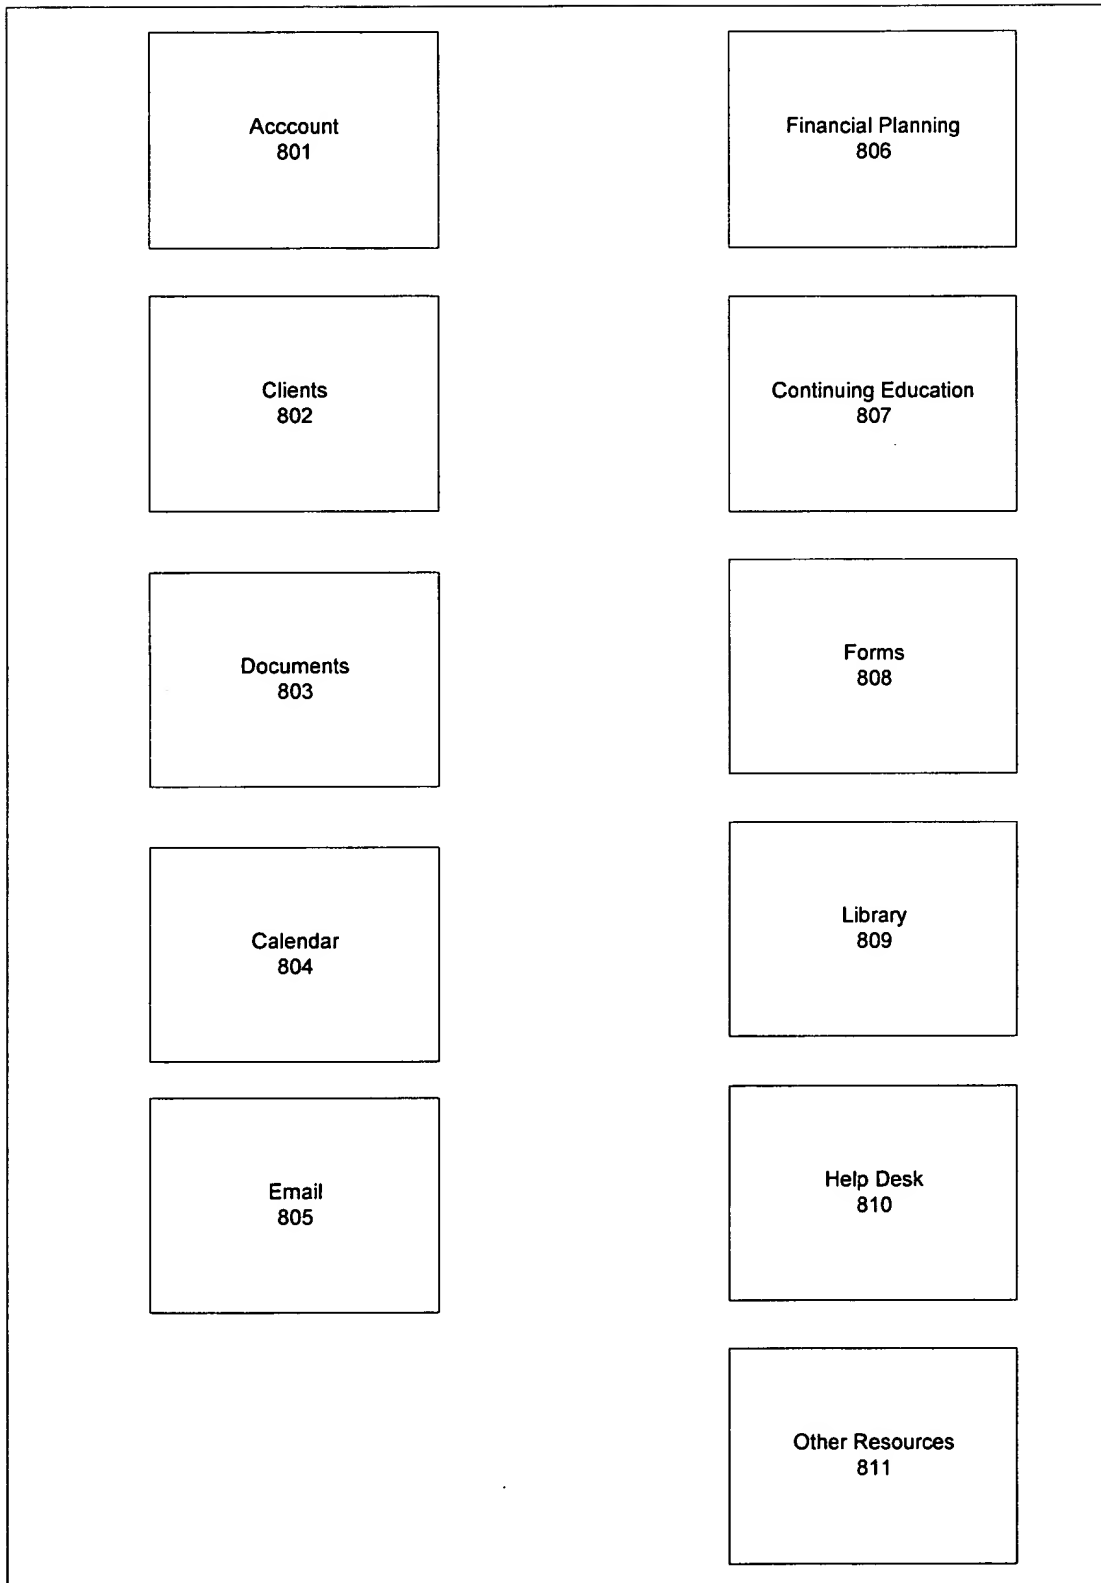 Acccount
801
Clients
802
Documents
803
Calendar
804
Email
805
Financial Planning
806
Continuing Education
807
Forms
808
Library
809
Help Desk
810
Other Resources
811